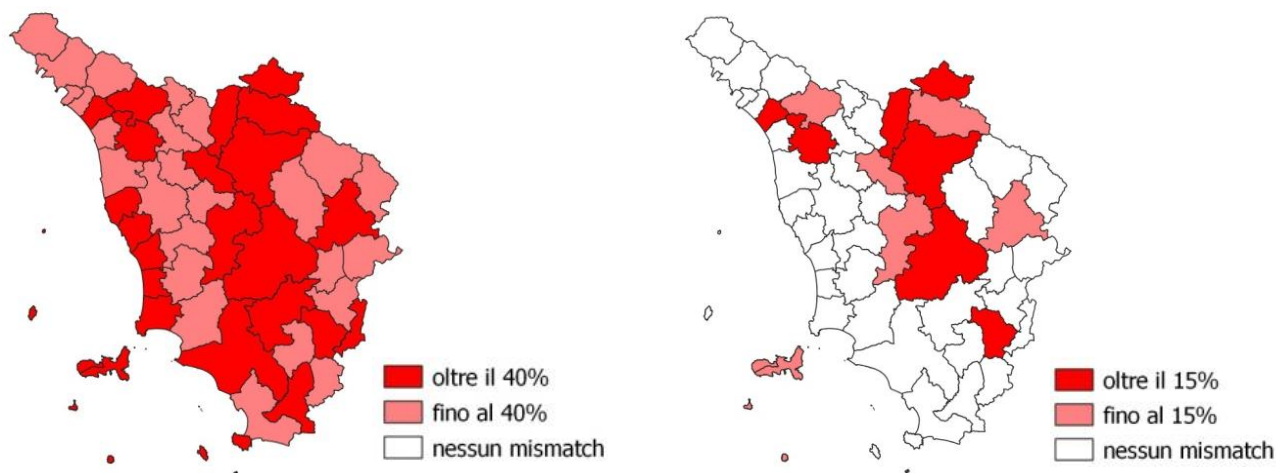 oltre il 40%
fino al 40%
nessun mismatch
oltre il 15%
fino al 15%
nessun mismatch